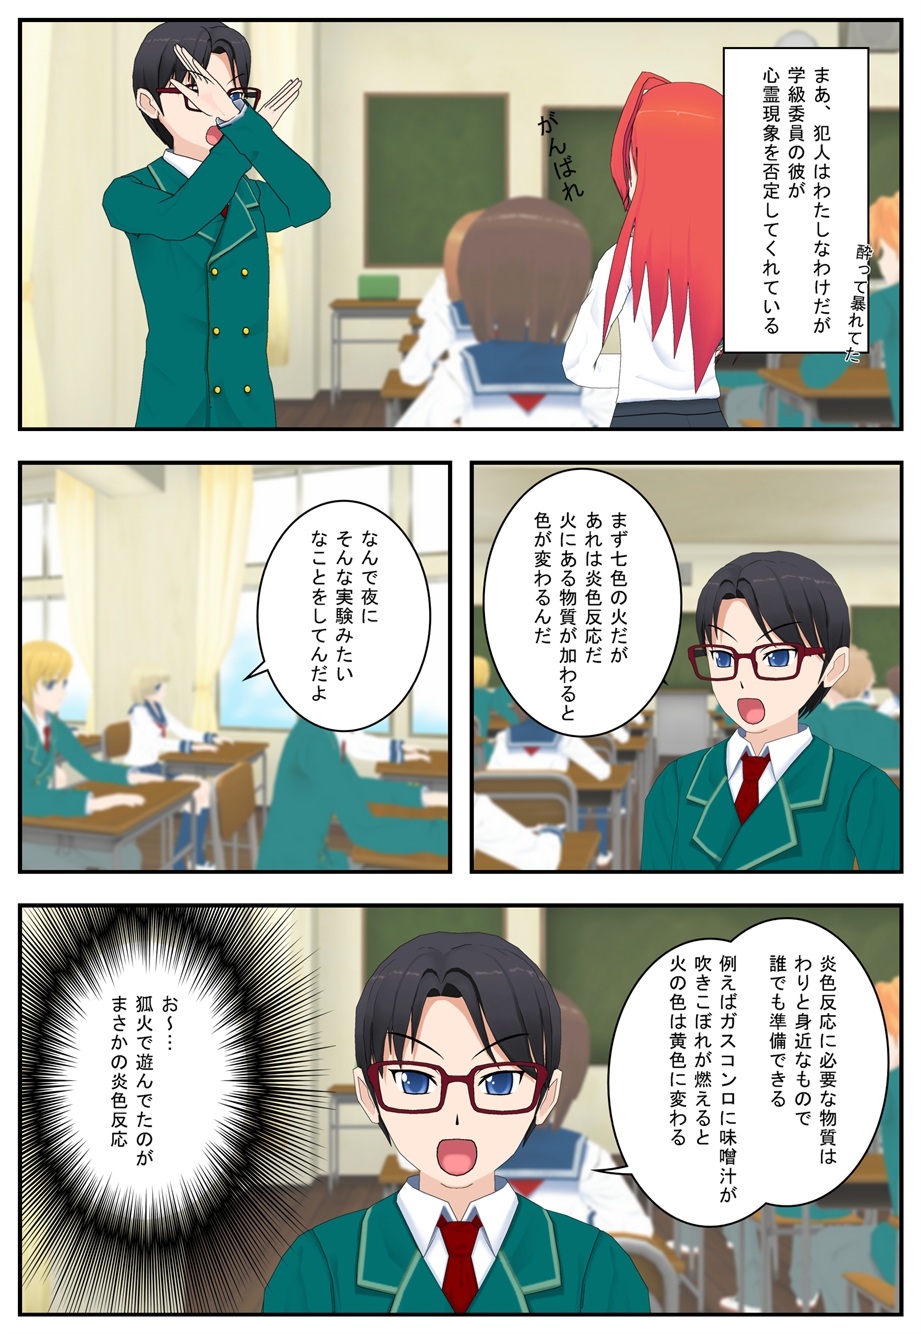 まあ、犯人はわたしなわけだが
学級委員の彼が
心霊現象を否定してくれている
酔って暴れてた
がんばれ
まず七色の火だが
あれは炎色反応だ
火にある物質が加わると
色が変わるんだ
なんで夜に
そんな実験みたい
なことをしてんだよ
炎色反応に必要な物質は
わりと身近なもので
誰でも準備できる
例えばガスコンロに味噌汁が
吹きこぼれが燃えると
火の色は黄色に変わる
お～…
狐火で遊んでたのが
まさかの炎色反応